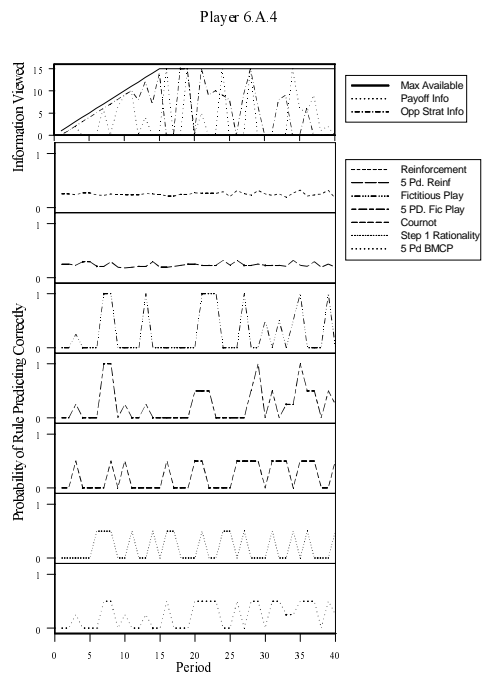 Player 6.A.4
Information Viewed
15
10
5
0
Max Available
Payoff Info
Opp Strat Info
Probability of Rule Predicting Correctly
1
0
1
0
1
0
1
0
1
0
1
0
1
0
Reinforcement
5 Pd. Reinf
Fictitious Play
5 PD. Fic Play
Cournot
Step 1 Rationality
5 Pd BMCP
0 5 10 15 20 25 30 35 40
Period